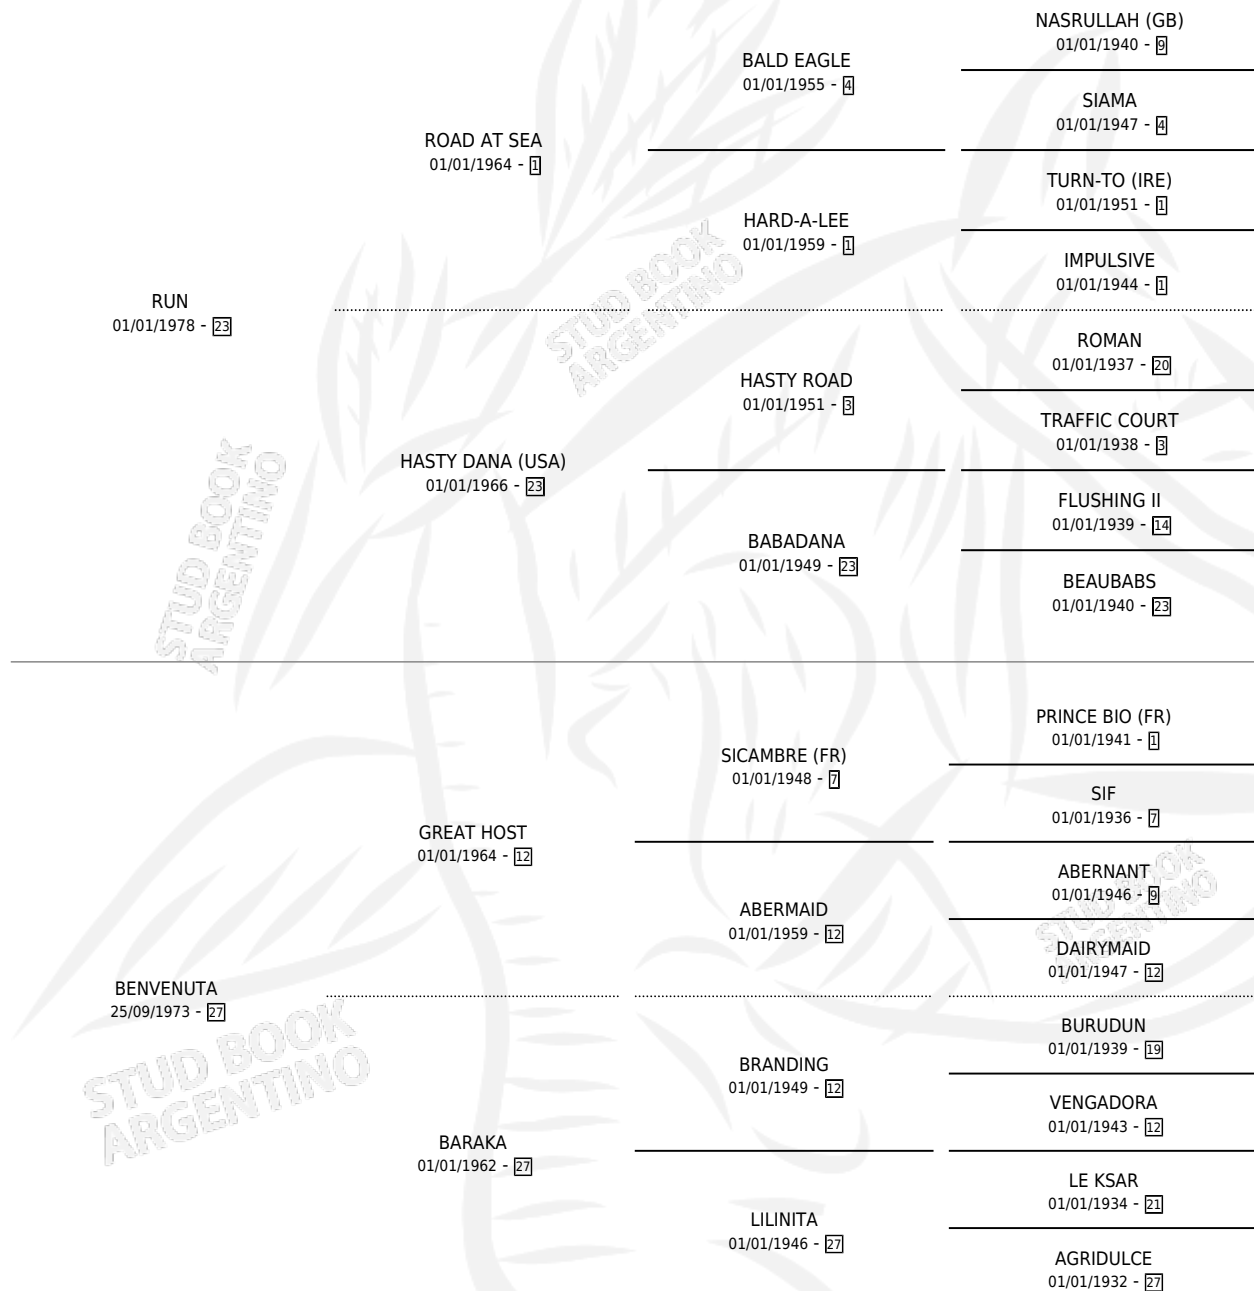 RUN
01/01/1978 - 23
ROAD AT SEA
01/01/1964 - 1
HASTY DANA (USA)
01/01/1966 - 23
BALD EAGLE
01/01/1955 - 4
HARD-A-LEE
01/01/1959 - 1
HASTY ROAD
01/01/1951 - 3
BABADANA
01/01/1949 - 23
NASRULLAH (GB)
01/01/1940 - 9
SIAMA
01/01/1947 - 4
TURN-TO (IRE)
01/01/1951 - 1
IMPULSIVE
01/01/1944 - 1
ROMAN
01/01/1937 - 20
TRAFFIC COURT
01/01/1938 - 3
FLUSHING II
01/01/1939 - 14
BEAUBABS
01/01/1940 - 23
BENVENUTA
25/09/1973 - 27
GREAT HOST
01/01/1964 - 12
BARAKA
01/01/1962 - 27
SICAMBRE (FR)
01/01/1948 - 7
ABERMAID
01/01/1959 - 12
BRANDING
01/01/1949 - 12
LILINITA
01/01/1946 - 27
PRINCE BIO (FR)
01/01/1941 - 1
SIF
01/01/1936 - 7
ABERNANT
01/01/1946 - 9
DAIRYMAID
01/01/1947 - 12
BURUDUN
01/01/1939 - 19
VENGADORA
01/01/1943 - 12
LE KSAR
01/01/1934 - 21
AGRIDULCE
01/01/1932 - 27
STUD BOOK
ARGENTINO
STUD BOOK
ARGENTINO
STUD BOOK
ARGENTINO
STUD BOOK
ARGENTINO